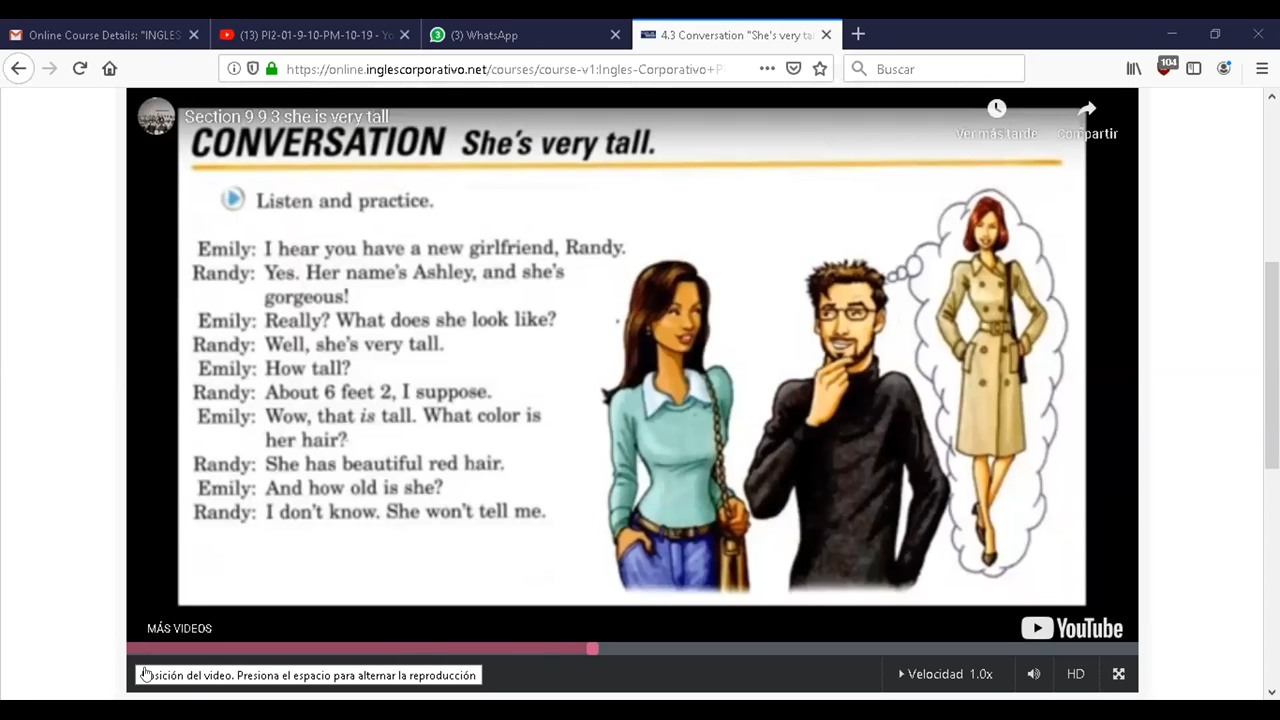 Online Course Details: "INGLES
(13) PI2-01-9-10-PM-10-19 - Yo
(3) WhatsApp
4.3 Conversation "She's very ta
https://online.inglescorporativo.net/courses/course-v1:Ingles-Corporativo+P
Buscar
104
Section 9 9 3 she is very tall
Ver más tarde
Compartir
CONVERSATION She's very tall.
Listen and practice.
Emily: I hear you have a new girlfriend, Randy.
Randy: Yes. Her name's Ashley, and she's
gorgeous!
Emily: Really? What does she look like?
Randy: Well, she's very tall.
Emily: How tall?
Randy: About 6 feet 2, I suppose.
Emily: Wow, that is tall. What color is
her hair?
Randy: She has beautiful red hair.
Emily: And how old is she?
Randy: I don't know. She won't tell me.
MÁS VIDEOS
YouTube
osición del video. Presiona el espacio para alternar la reproducción
Velocidad 1.0x
HD